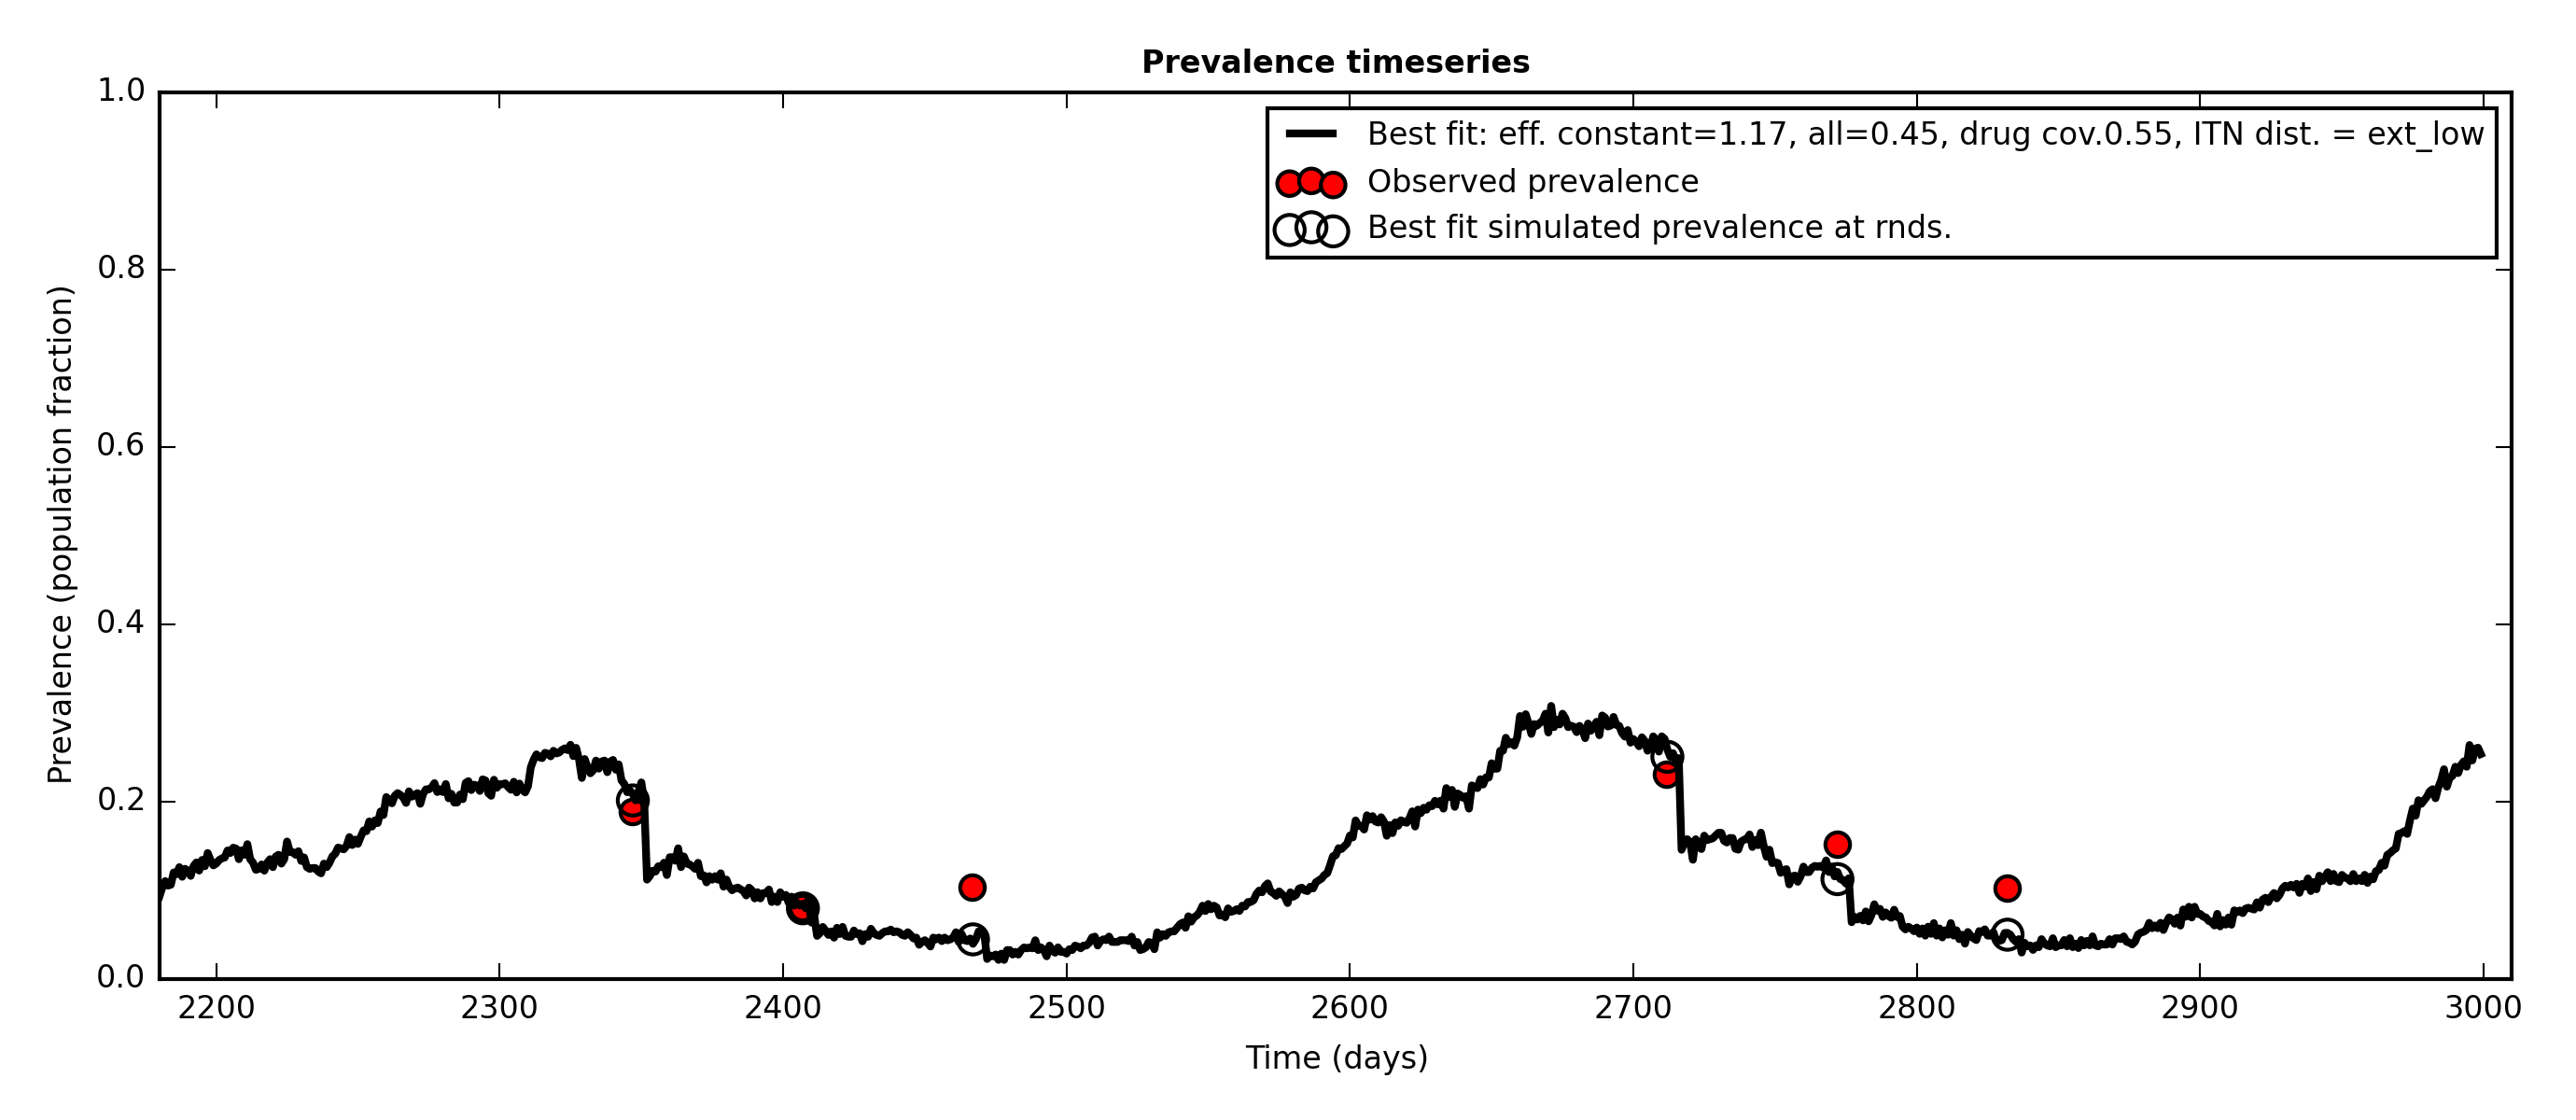 Prevalence timeseries
1.0
0.8
0.6
0.4
0.2
0.0
Prevalence (population fraction)
Best fit: eff. constant=1.17, all=0.45, drug cov.0.55, ITN dist. = ext_low
Observed prevalence
Best fit simulated prevalence at rnds.
2200 2300 2400 2500 2600 2700 2800 2900 3000
Time (days)